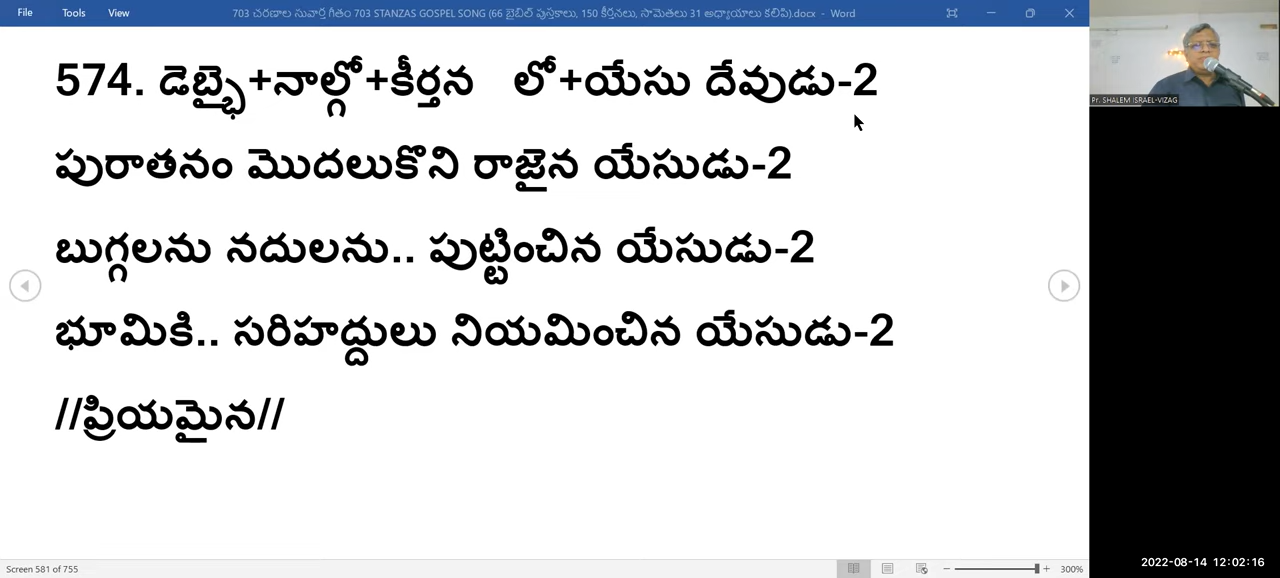 File Tools View 703 చరణాల సువార్త గీతం 703 STANZAS GOSPEL SONG (66 బైబిల్ పుస్తకాలు, 150 కీర్తనలు, సామెతలు 31 అధ్యాయాలు కలిపి).docx - Word
574. డెబ్భై+నాల్గో+కీర్తన లో+యేసు దేవుడు-2
Pr. SHALEM ISRAEL-VIZAG
పురాతనం మొదలుకొని రాజైన యేసుడు-2
బుగ్గలను నదులను.. పుట్టించిన యేసుడు-2
భూమికి.. సరిహద్దులు నియమించిన యేసుడు-2
//ప్రియమైన//
2022-08-14 12:02:16
Screen 581 of 755 300%